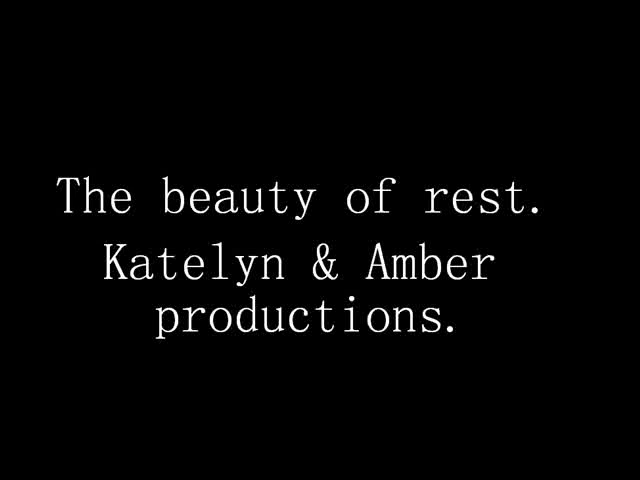 The beauty of rest.
Katelyn & Amber
productions.